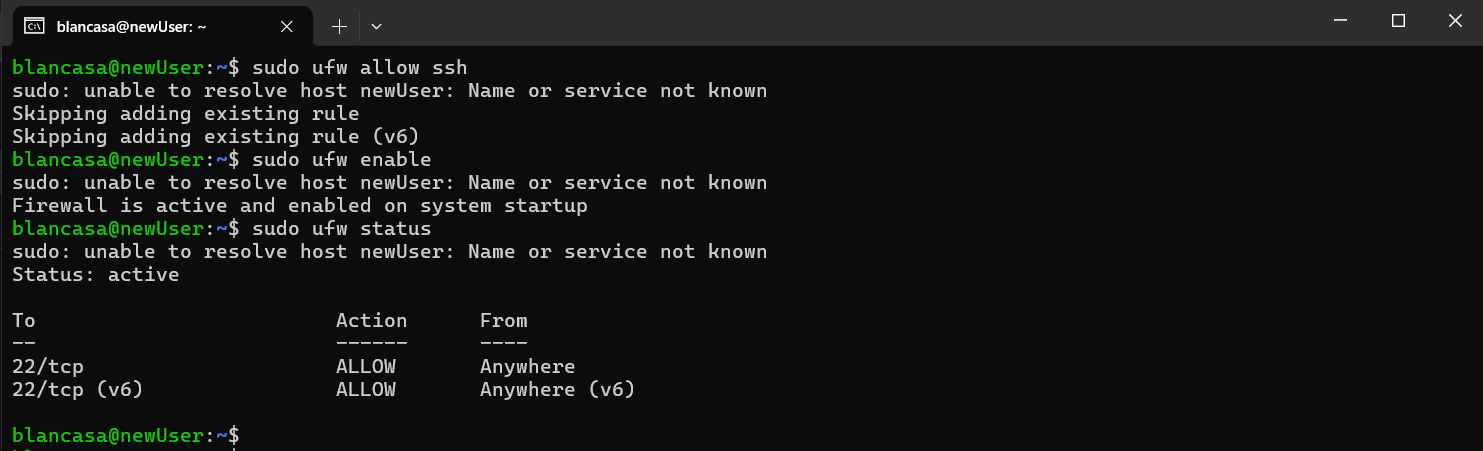 blancasa@newUser: ~
blancasa@newUser:~$ sudo ufw allow ssh
sudo: unable to resolve host newUser: Name or service not known
Skipping adding existing rule
Skipping adding existing rule (v6)
blancasa@newUser:~$ sudo ufw enable
sudo: unable to resolve host newUser: Name or service not known
Firewall is active and enabled on system startup
blancasa@newUser:~$ sudo ufw status
sudo: unable to resolve host newUser: Name or service not known
Status: active
To                         Action      From
--                         ------      ----
22/tcp                     ALLOW       Anywhere
22/tcp (v6)                ALLOW       Anywhere (v6)
blancasa@newUser:~$